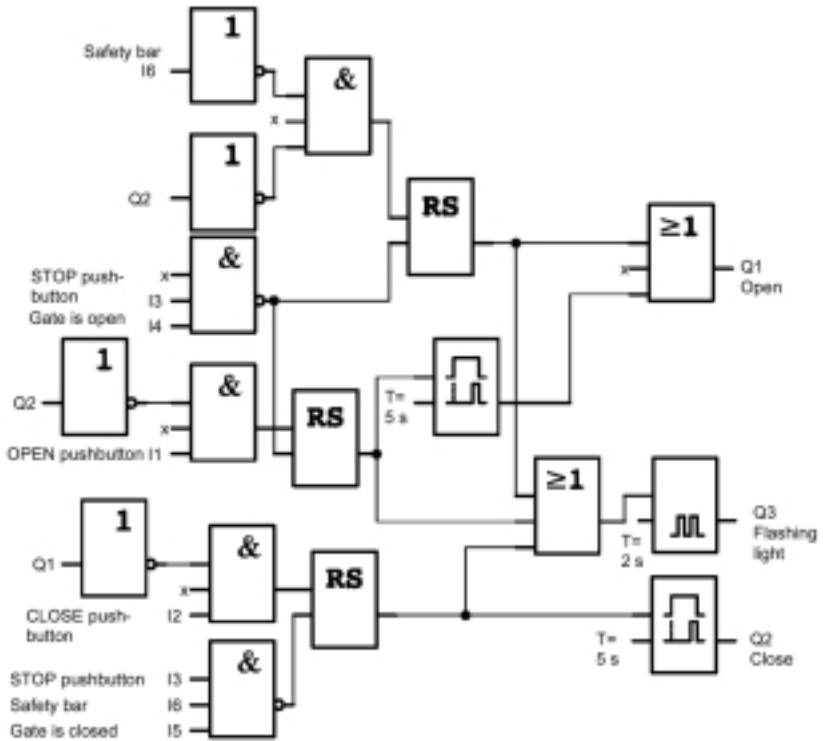 1
Safety bar
I6
&
x
1
Q2
RS
≥1
&
STOP push-
button
x
I3
Gate is open
I4
x
Q1
Open
1
Q2
&
x
OPEN pushbutton I1
RS
T=
5 s
≥1
Q3
Flashing
light
T=
2 s
1
Q1
&
x
CLOSE push-
button
I2
RS
T=
5 s
Q2
Close
&
STOP pushbutton I3
Safety bar I6
Gate is closed I5